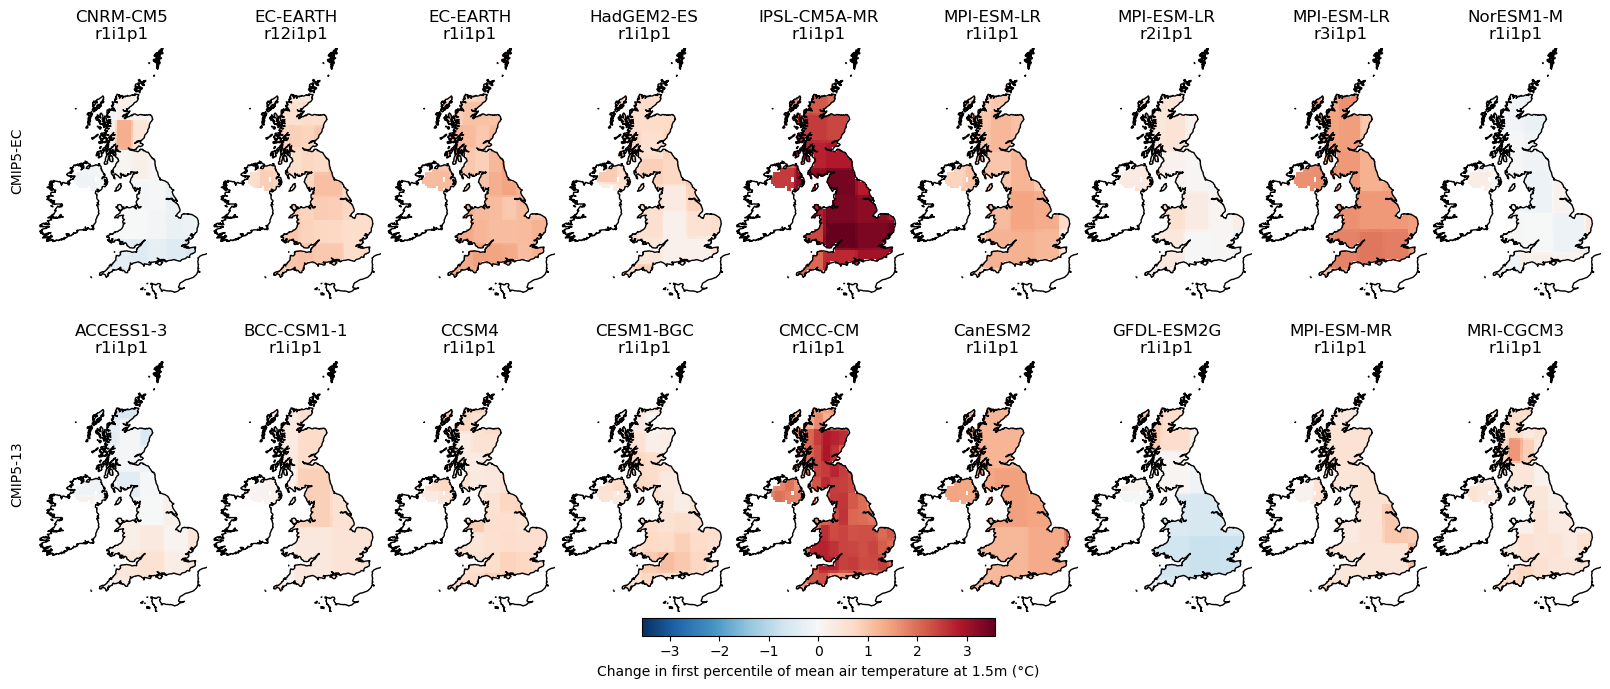 CNRM-CM5
r1i1p1
EC-EARTH
r12i1p1
EC-EARTH
r1i1p1
HadGEM2-ES
r1i1p1
IPSL-CM5A-MR
r1i1p1
MPI-ESM-LR
r1i1p1
MPI-ESM-LR
r2i1p1
MPI-ESM-LR
r3i1p1
NorESM1-M
r1i1p1
CMIP5-EC
ACCESS1-3
r1i1p1
BCC-CSM1-1
r1i1p1
CCSM4
r1i1p1
CESM1-BGC
r1i1p1
CMCC-CM
r1i1p1
CanESM2
r1i1p1
GFDL-ESM2G
r1i1p1
MPI-ESM-MR
r1i1p1
MRI-CGCM3
r1i1p1
CMIP5-13
−3 −2 −1 0 1 2 3
Change in first percentile of mean air temperature at 1.5m (°C)